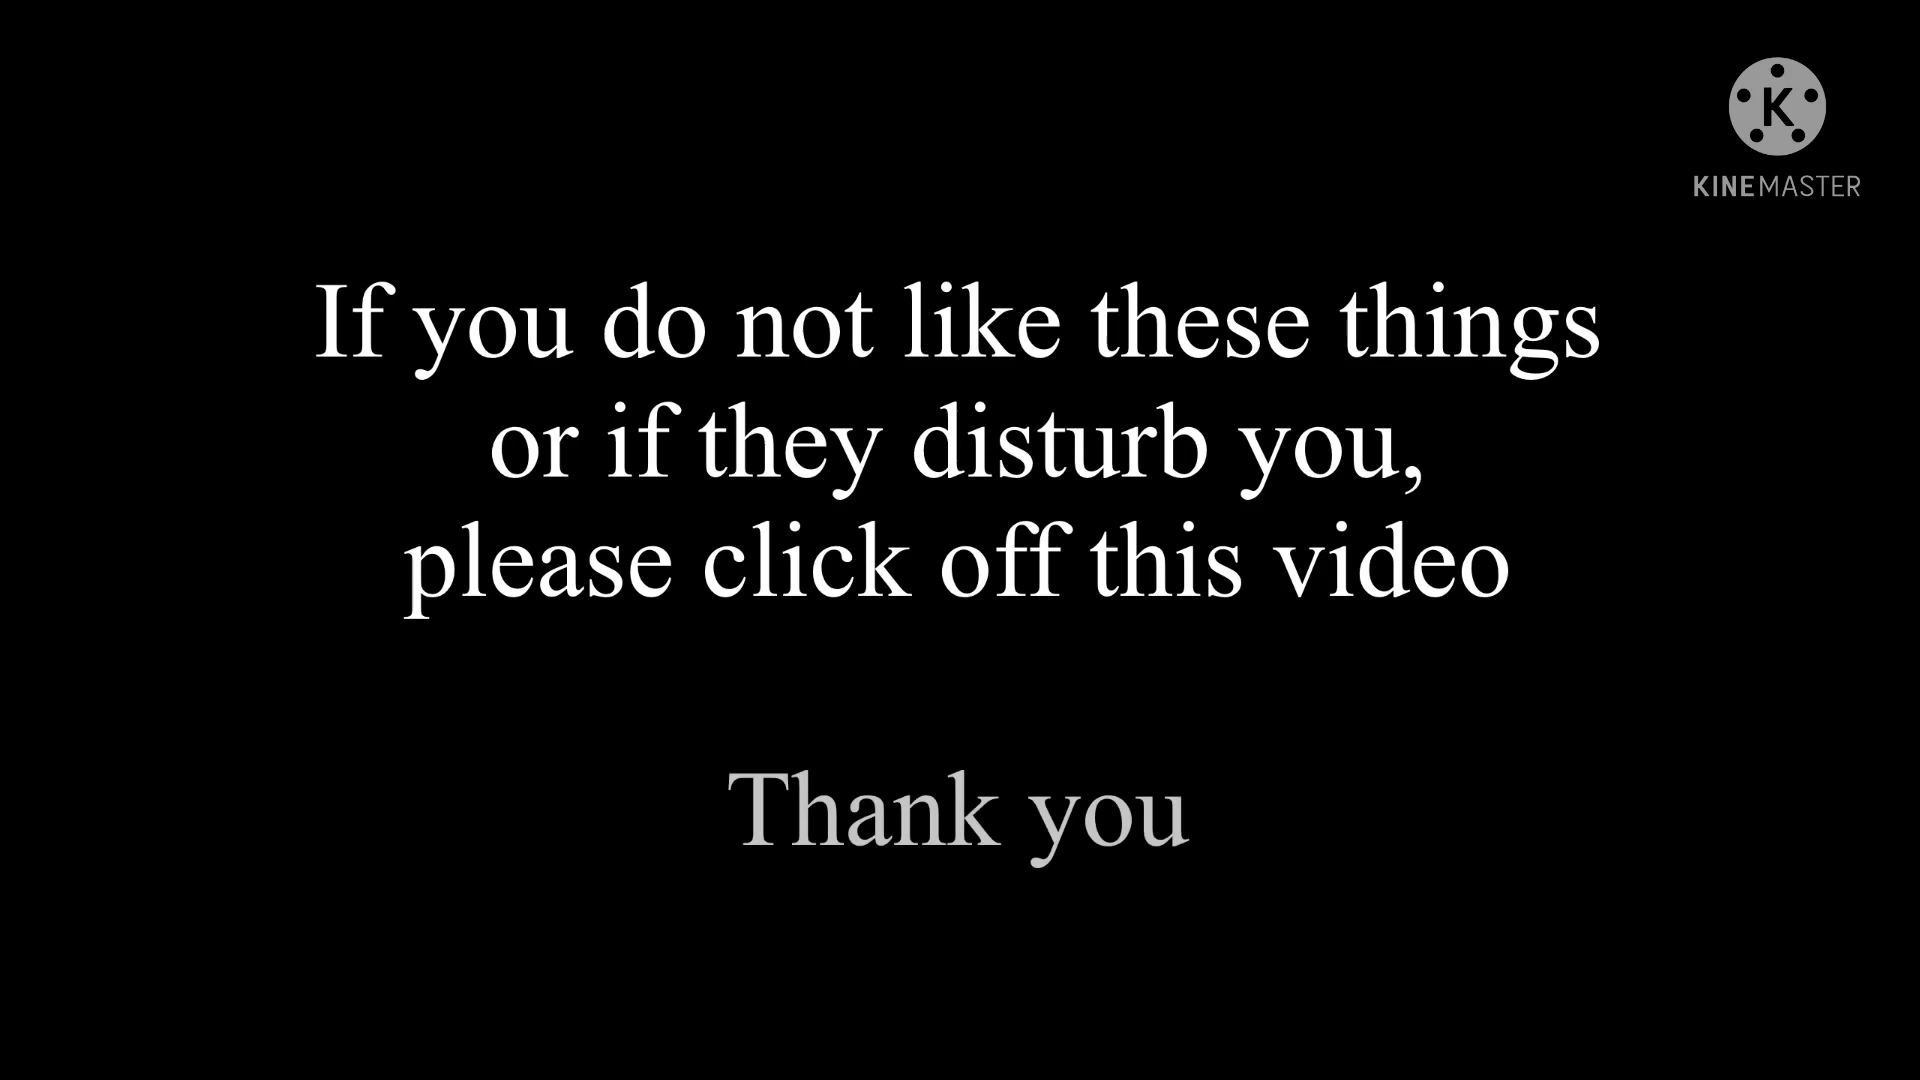 K
KINEMASTER
If you do not like these things
or if they disturb you,
please click off this video
Thank you